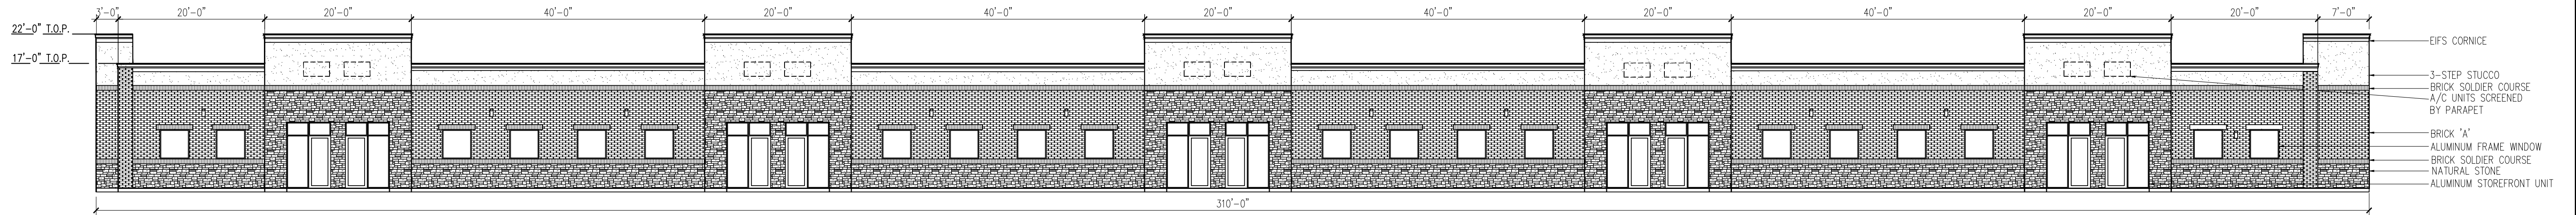 3'-0" 20'-0" 20'-0" 40'-0" 20'-0" 40'-0" 20'-0" 40'-0" 20'-0" 40'-0" 20'-0" 20'-0" 7'-0"
22'-0" T.O.P.
17'-0" T.O.P.
EIFS CORNICE
3-STEP STUCCO
BRICK SOLDIER COURSE
A/C UNITS SCREENED
BY PARAPET
BRICK "A"
ALUMINUM FRAME WINDOW
BRICK SOLDIER COURSE
NATURAL STONE
ALUMINUM STOREFRONT UNIT
310'-0"